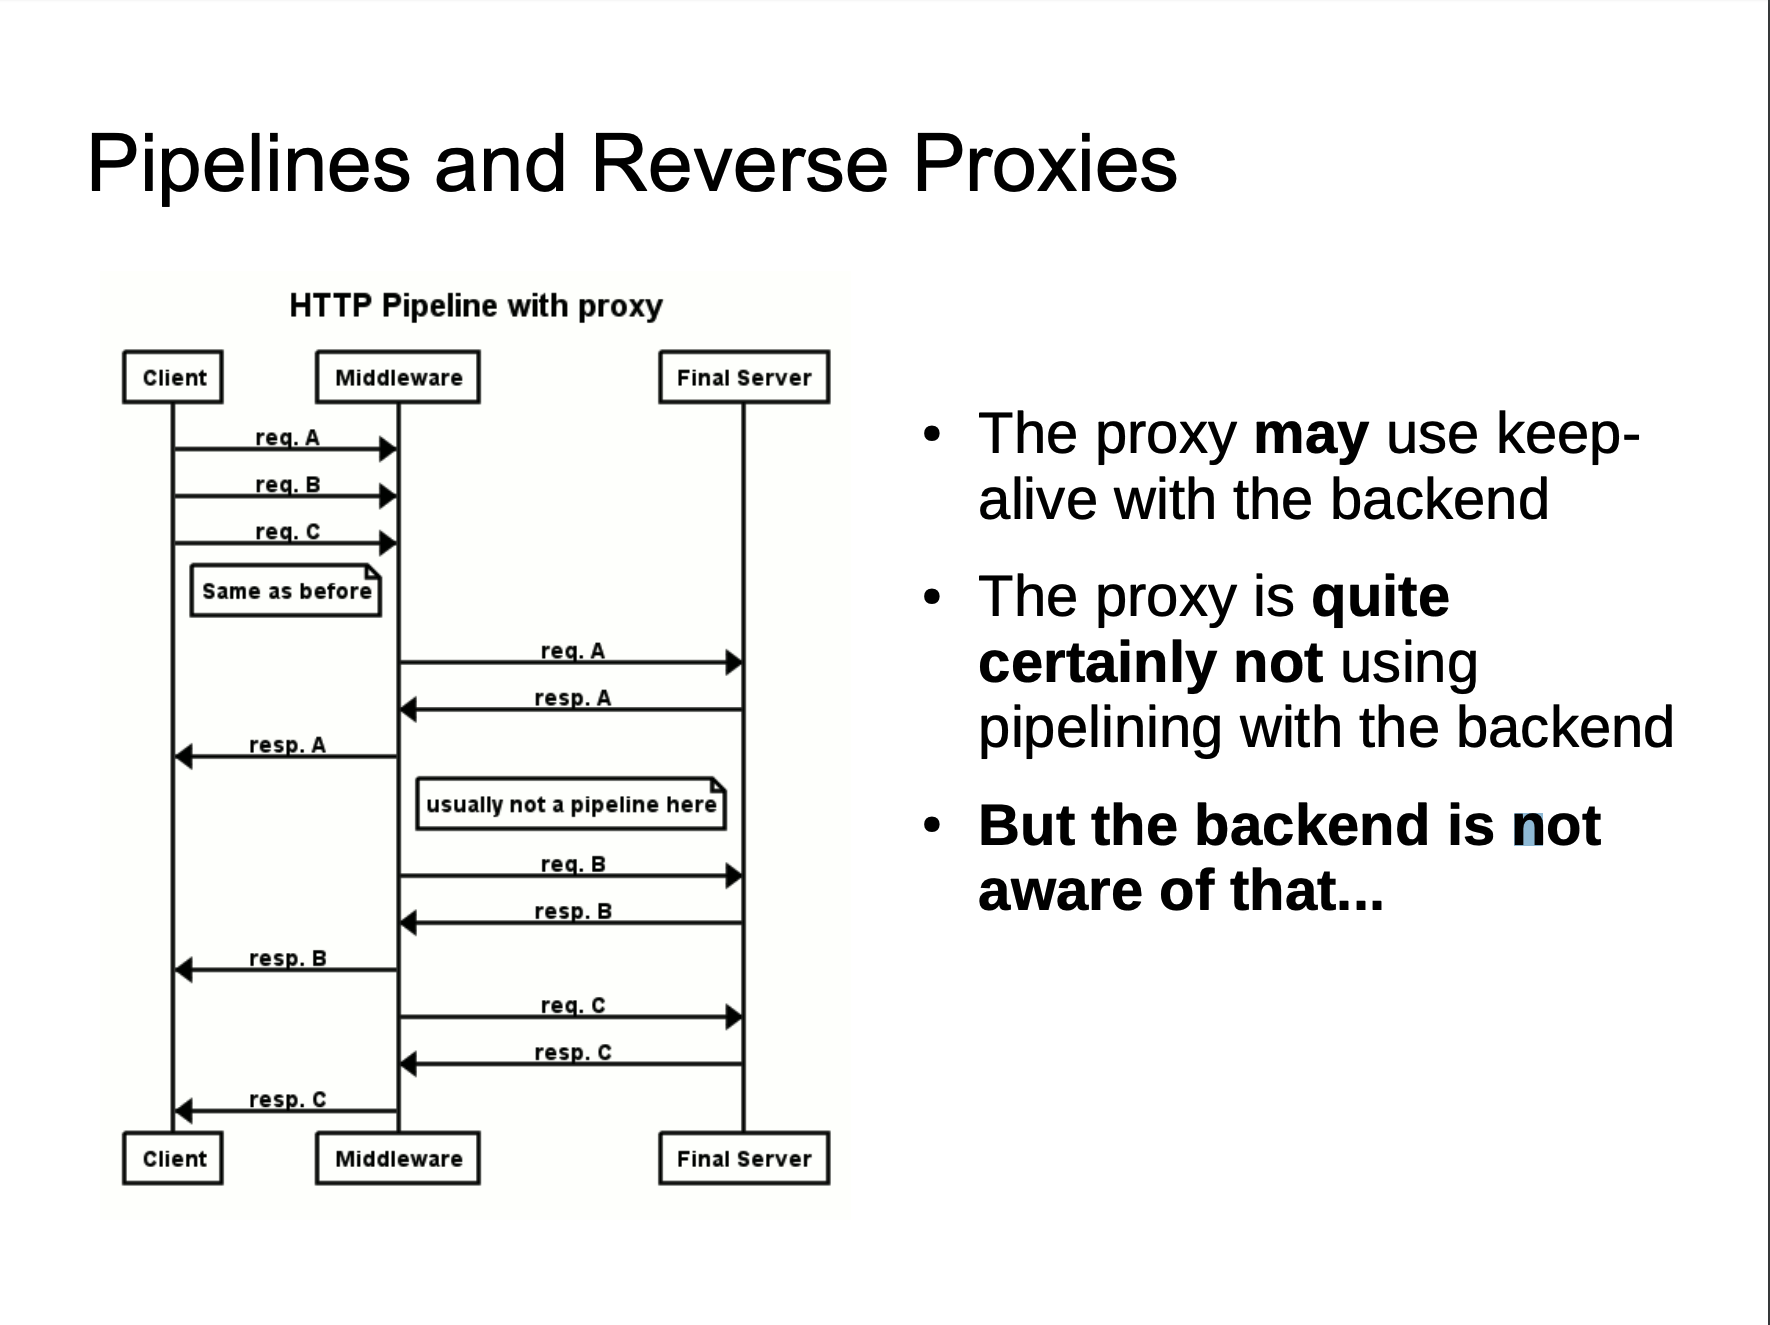 Pipelines and Reverse Proxies
HTTP Pipeline with proxy
Client
Middleware
Final Server
req. A
req. B
req. C
Same as before
req. A
resp. A
resp. A
usually not a pipeline here
req. B
resp. B
resp. B
req. C
resp. C
resp. C
Client
Middleware
Final Server
• The proxy may use keep-
alive with the backend
• The proxy is quite
certainly not using
pipelining with the backend
• But the backend is not
aware of that...